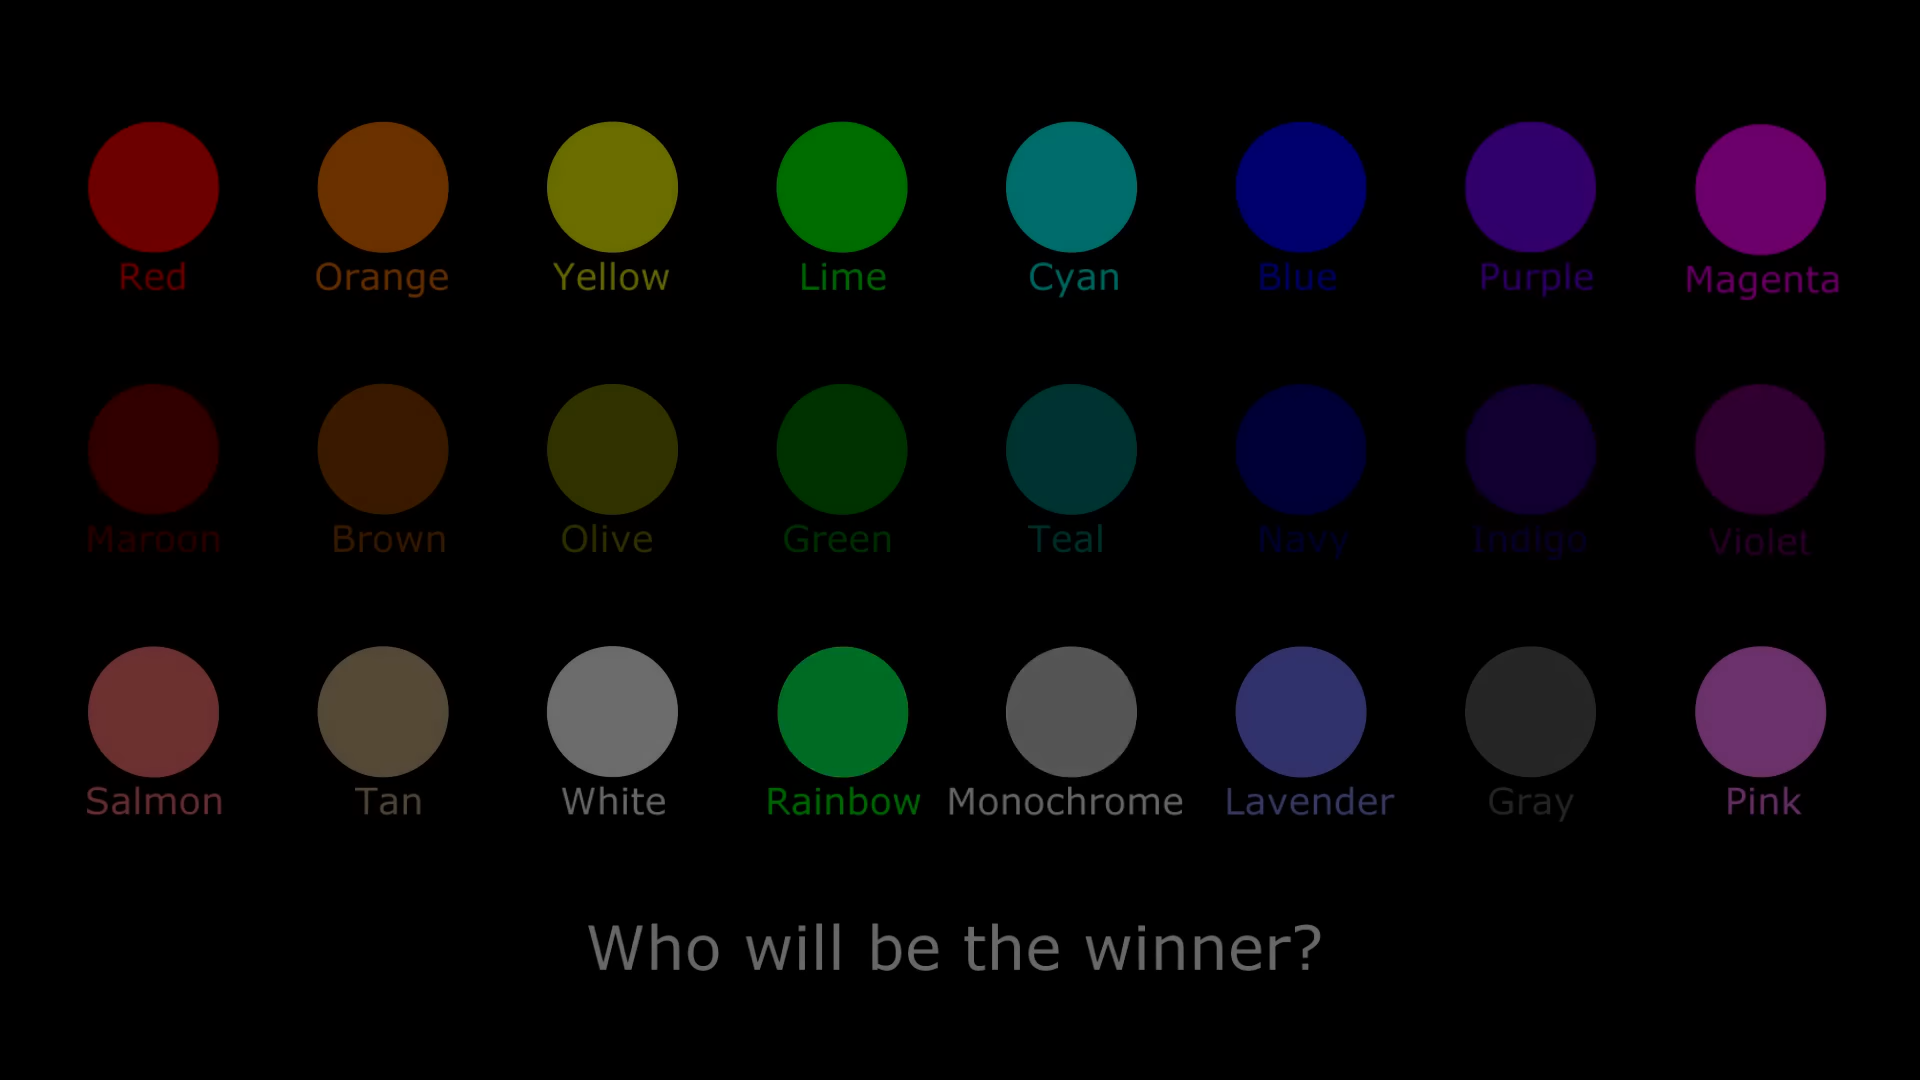 Red Orange Yellow Lime Cyan Blue Purple Magenta
Maroon Brown Olive Green Teal Navy Indigo Violet
Salmon Tan White Rainbow Monochrome Lavender Gray Pink
Who will be the winner?